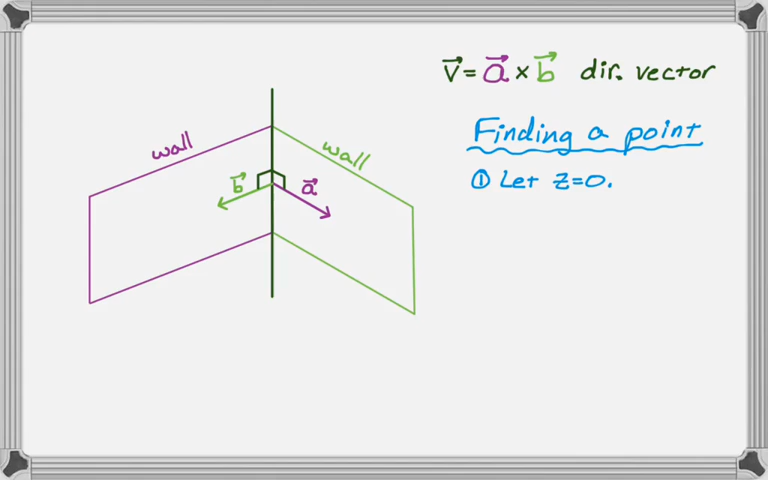 v⃗ = a⃗ × b⃗ dir. vector
Finding a point
① Let z=0.
wall
wall
b⃗
a⃗